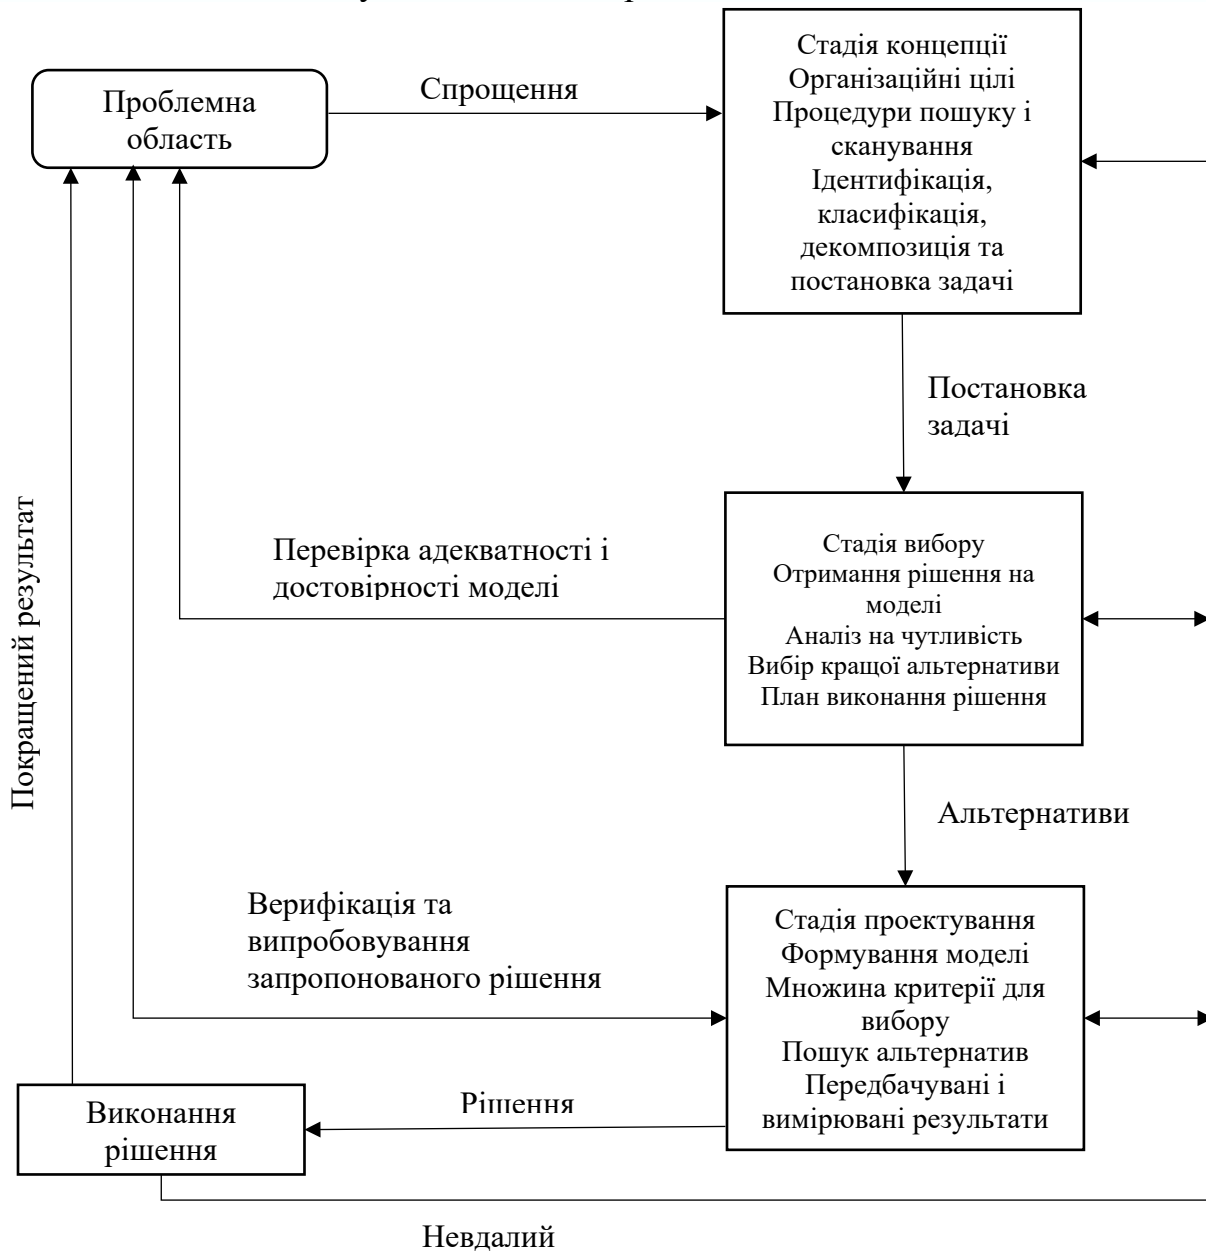 Стадія концепції
Організаційні цілі
Процедури пошуку і
сканування
Ідентифікація,
класифікація,
декомпозиція та
постановка задачі
Проблемна
область
Спрощення
Постановка
задачі
Покращений результат
Перевірка адекватності і
достовірності моделі
Стадія вибору
Отримання рішення на
моделі
Аналіз на чутливість
Вибір кращої альтернативи
План виконання рішення
Альтернативи
Верифікація та
випробовування
запропонованого рішення
Стадія проектування
Формування моделі
Множина критерії для
вибору
Пошук альтернатив
Передбачувані і
вимірювані результати
Рішення
Виконання
рішення
Невдалий